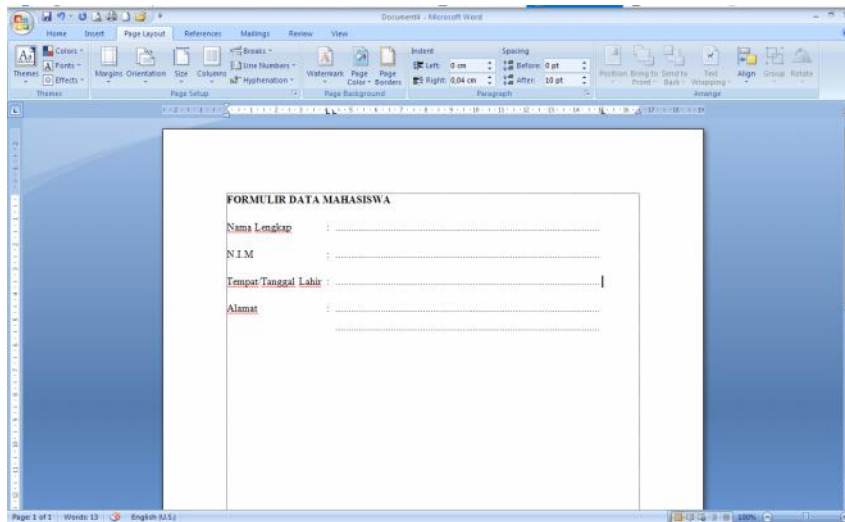 Document4 - Microsoft Word
Home Insert Page Layout References Mailings Review View
Themes
Colors
Fonts
Effects
Themes
Margins Orientation Size Columns
Breaks
Line Numbers
Hyphenation
Page Setup
Watermark Page Color Page Borders
Page Background
Indent
Left: 0 cm
Right: 0,04 cm
Spacing
Before: 0 pt
After: 10 pt
Paragraph
Position Bring to Front Send to Back Text Wrapping Align Group Rotate
Arrange
FORMULIR DATA MAHASISWA
Nama Lengkap :
N.I.M :
Tempat/Tanggal Lahir :
Alamat :
Page: 1 of 1 Words: 13 English (U.S.) 100%